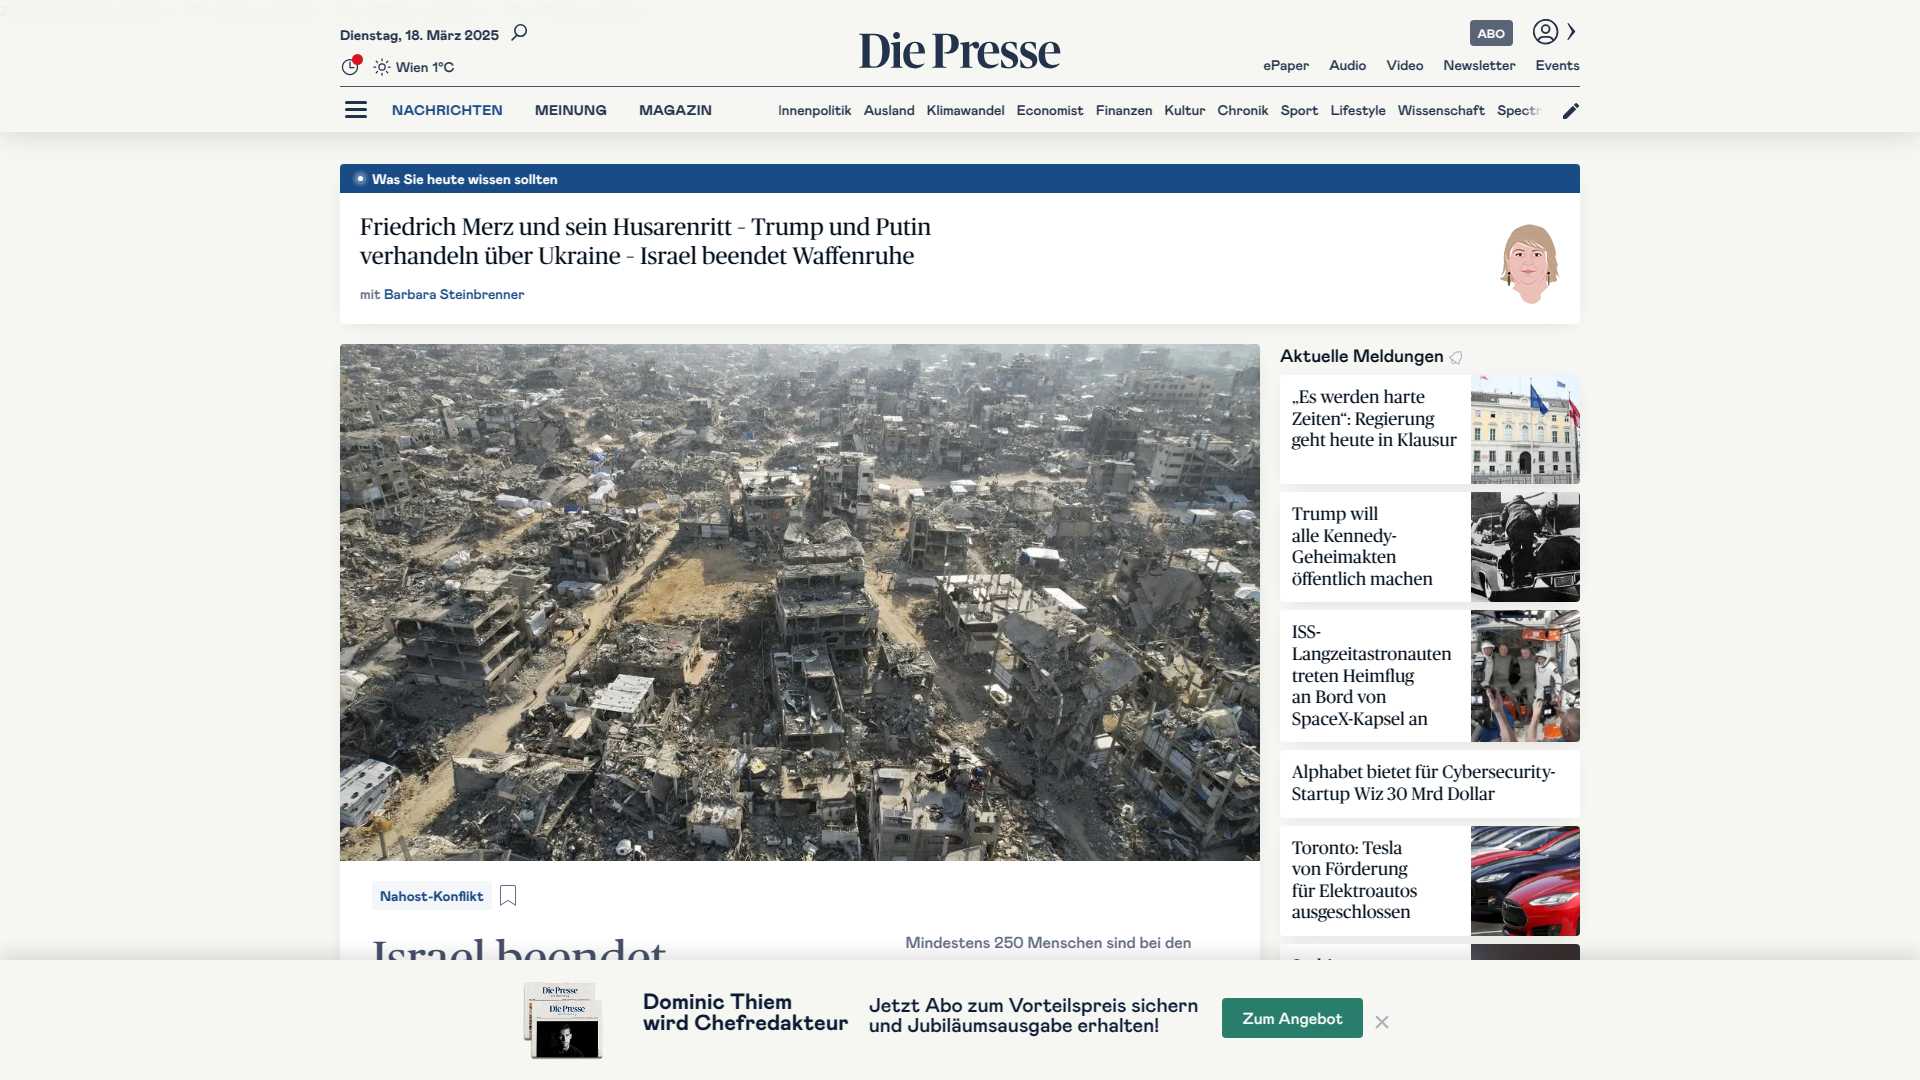 Dienstag, 18. März 2025
Wien 1°C
Die Presse
ABO
ePaper Audio Video Newsletter Events
NACHRICHTEN MEINUNG MAGAZIN
Innenpolitik Ausland Klimawandel Economist Finanzen Kultur Chronik Sport Lifestyle Wissenschaft Spectr
Was Sie heute wissen sollten
Friedrich Merz und sein Husarenritt – Trump und Putin
verhandeln über Ukraine – Israel beendet Waffenruhe
mit Barbara Steinbrenner
Nahost-Konflikt
Israel beendet
Mindestens 250 Menschen sind bei den
Aktuelle Meldungen
„Es werden harte
Zeiten“: Regierung
geht heute in Klausur
Trump will
alle Kennedy-
Geheimakten
öffentlich machen
ISS-
Langzeitastronauten
treten Heimflug
an Bord von
SpaceX-Kapsel an
Alphabet bietet für Cybersecurity-
Startup Wiz 30 Mrd Dollar
Toronto: Tesla
von Förderung
für Elektroautos
ausgeschlossen
Die Presse
Die Presse
Dominic Thiem
wird Chefredakteur
Jetzt Abo zum Vorteilspreis sichern
und Jubiläumsausgabe erhalten!
Zum Angebot